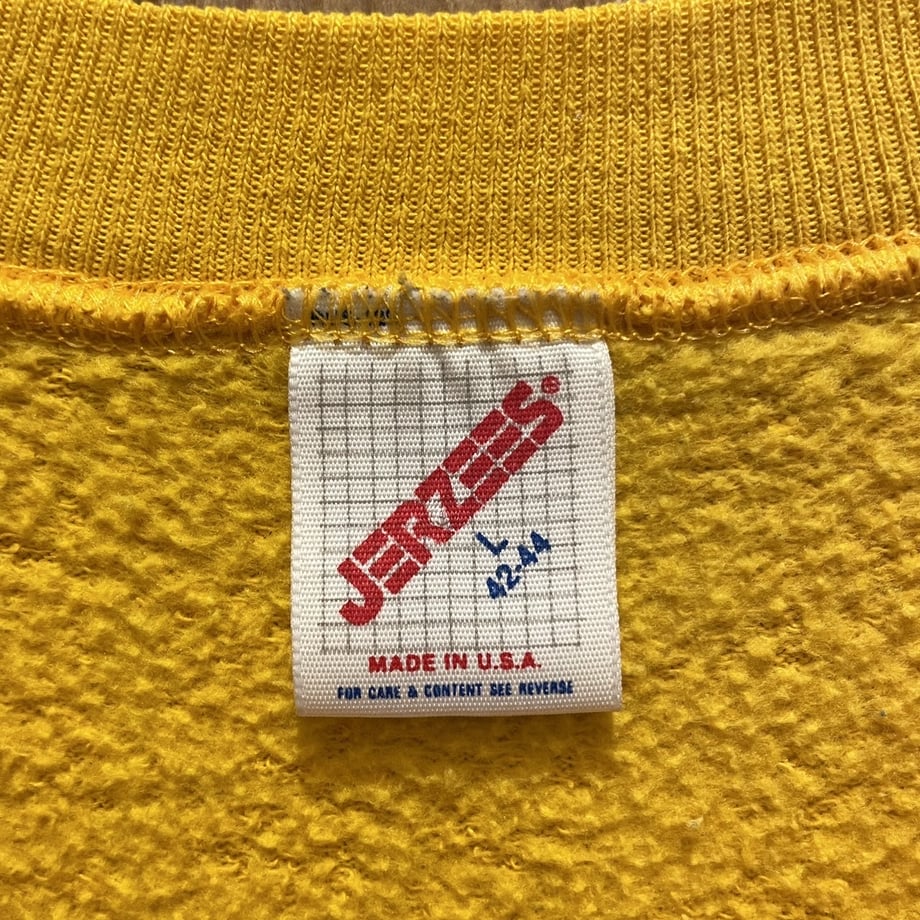 JERZEES®
L
42-44
MADE IN U.S.A.
FOR CARE & CONTENT SEE REVERSE